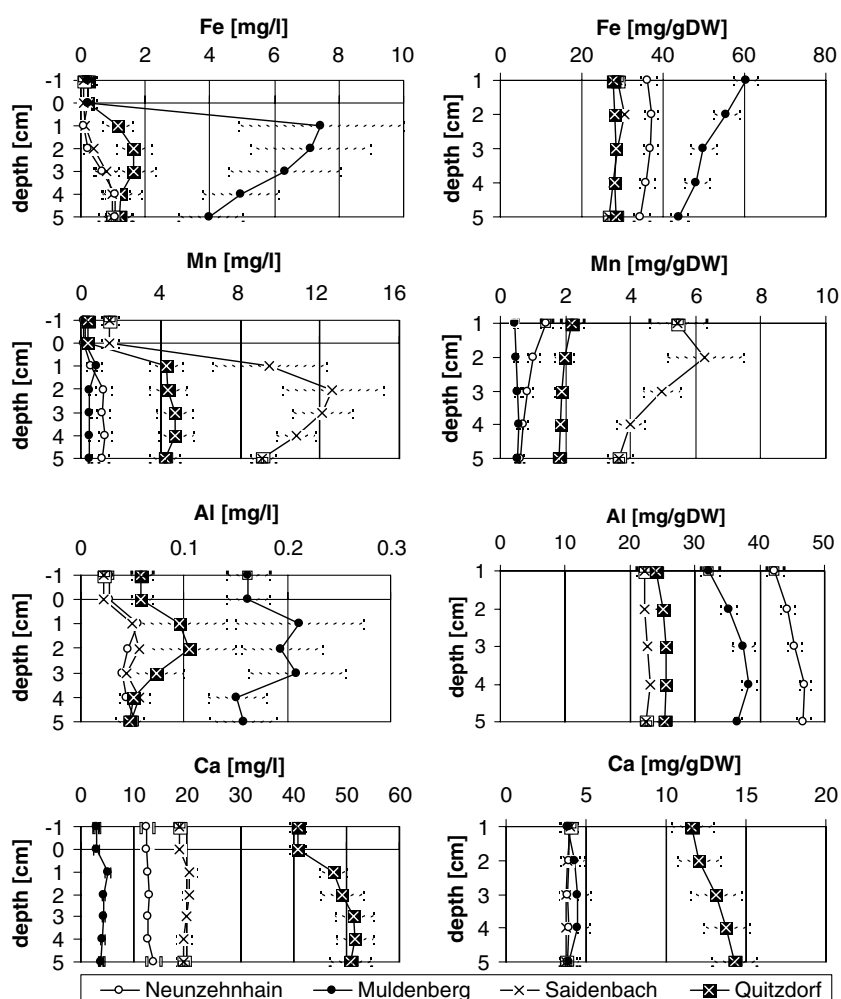 Fe [mg/l]
0 2 4 6 8 10
depth [cm]
-1
0
1
2
3
4
5
Fe [mg/gDW]
0 20 40 60 80
depth [cm]
1
2
3
4
5
Mn [mg/l]
0 4 8 12 16
depth [cm]
-1
0
1
2
3
4
5
Mn [mg/gDW]
0 2 4 6 8 10
depth [cm]
1
2
3
4
5
Al [mg/l]
0 0.1 0.2 0.3
depth [cm]
-1
0
1
2
3
4
5
Al [mg/gDW]
0 10 20 30 40 50
depth [cm]
1
2
3
4
5
Ca [mg/l]
0 10 20 30 40 50 60
depth [cm]
-1
0
1
2
3
4
5
Ca [mg/gDW]
0 5 10 15 20
depth [cm]
1
2
3
4
5
Neunzehnhain Muldenberg Saidenbach Quitzdorf